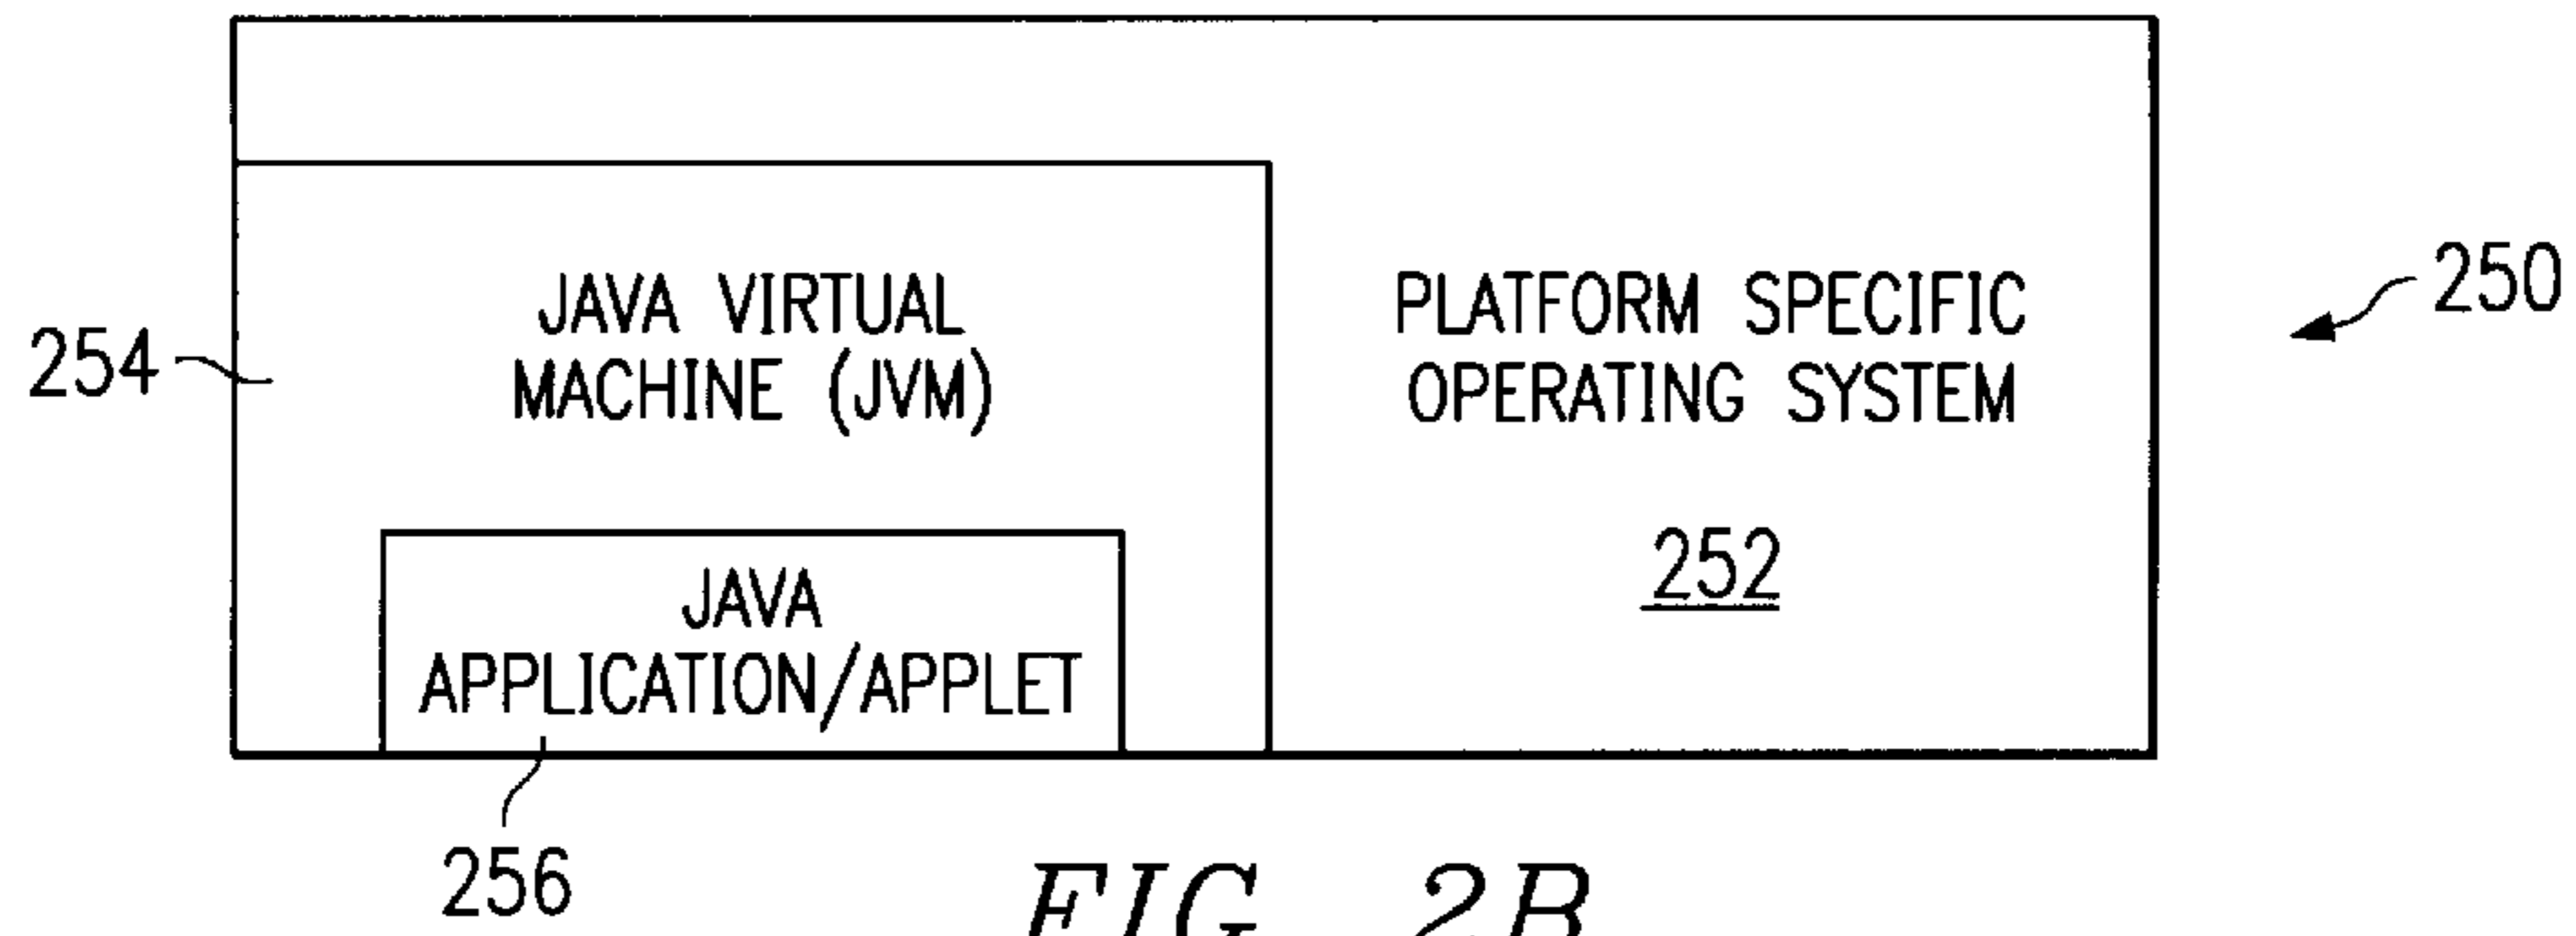 JAVA VIRTUAL
MACHINE (JVM)
PLATFORM SPECIFIC
OPERATING SYSTEM
252
250
254
JAVA
APPLICATION/APPLET
256
FIG. 2B